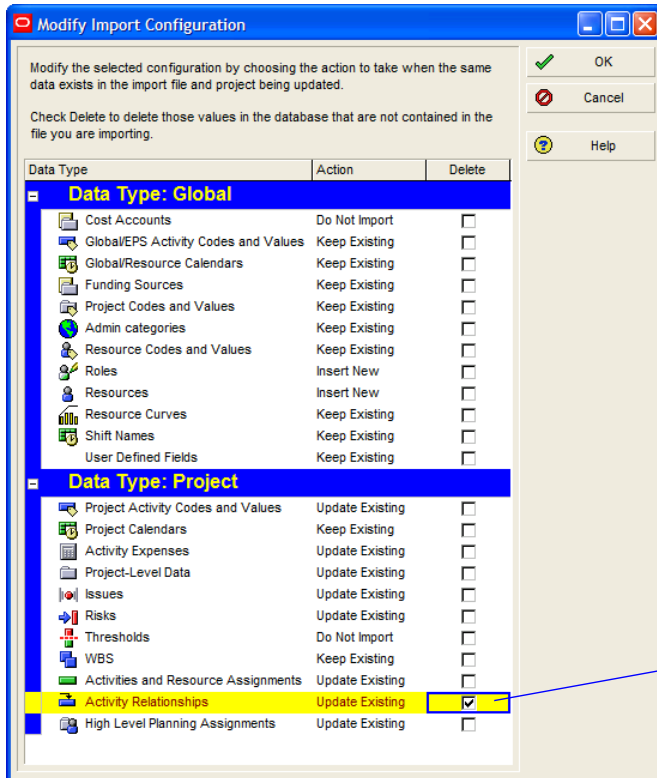 Modify Import Configuration
Modify the selected configuration by choosing the action to take when the same
data exists in the import file and project being updated.
Check Delete to delete those values in the database that are not contained in the
file you are importing.
OK
Cancel
Help
Data Type Action Delete
Data Type: Global
Cost Accounts Do Not Import
Global/EPS Activity Codes and Values Keep Existing
Global/Resource Calendars Keep Existing
Funding Sources Keep Existing
Project Codes and Values Keep Existing
Admin categories Keep Existing
Resource Codes and Values Keep Existing
Roles Insert New
Resources Insert New
Resource Curves Keep Existing
Shift Names Keep Existing
User Defined Fields Keep Existing
Data Type: Project
Project Activity Codes and Values Update Existing
Project Calendars Keep Existing
Activity Expenses Update Existing
Project-Level Data Update Existing
Issues Update Existing
Risks Update Existing
Thresholds Do Not Import
WBS Keep Existing
Activities and Resource Assignments Update Existing
Activity Relationships Update Existing
High Level Planning Assignments Update Existing